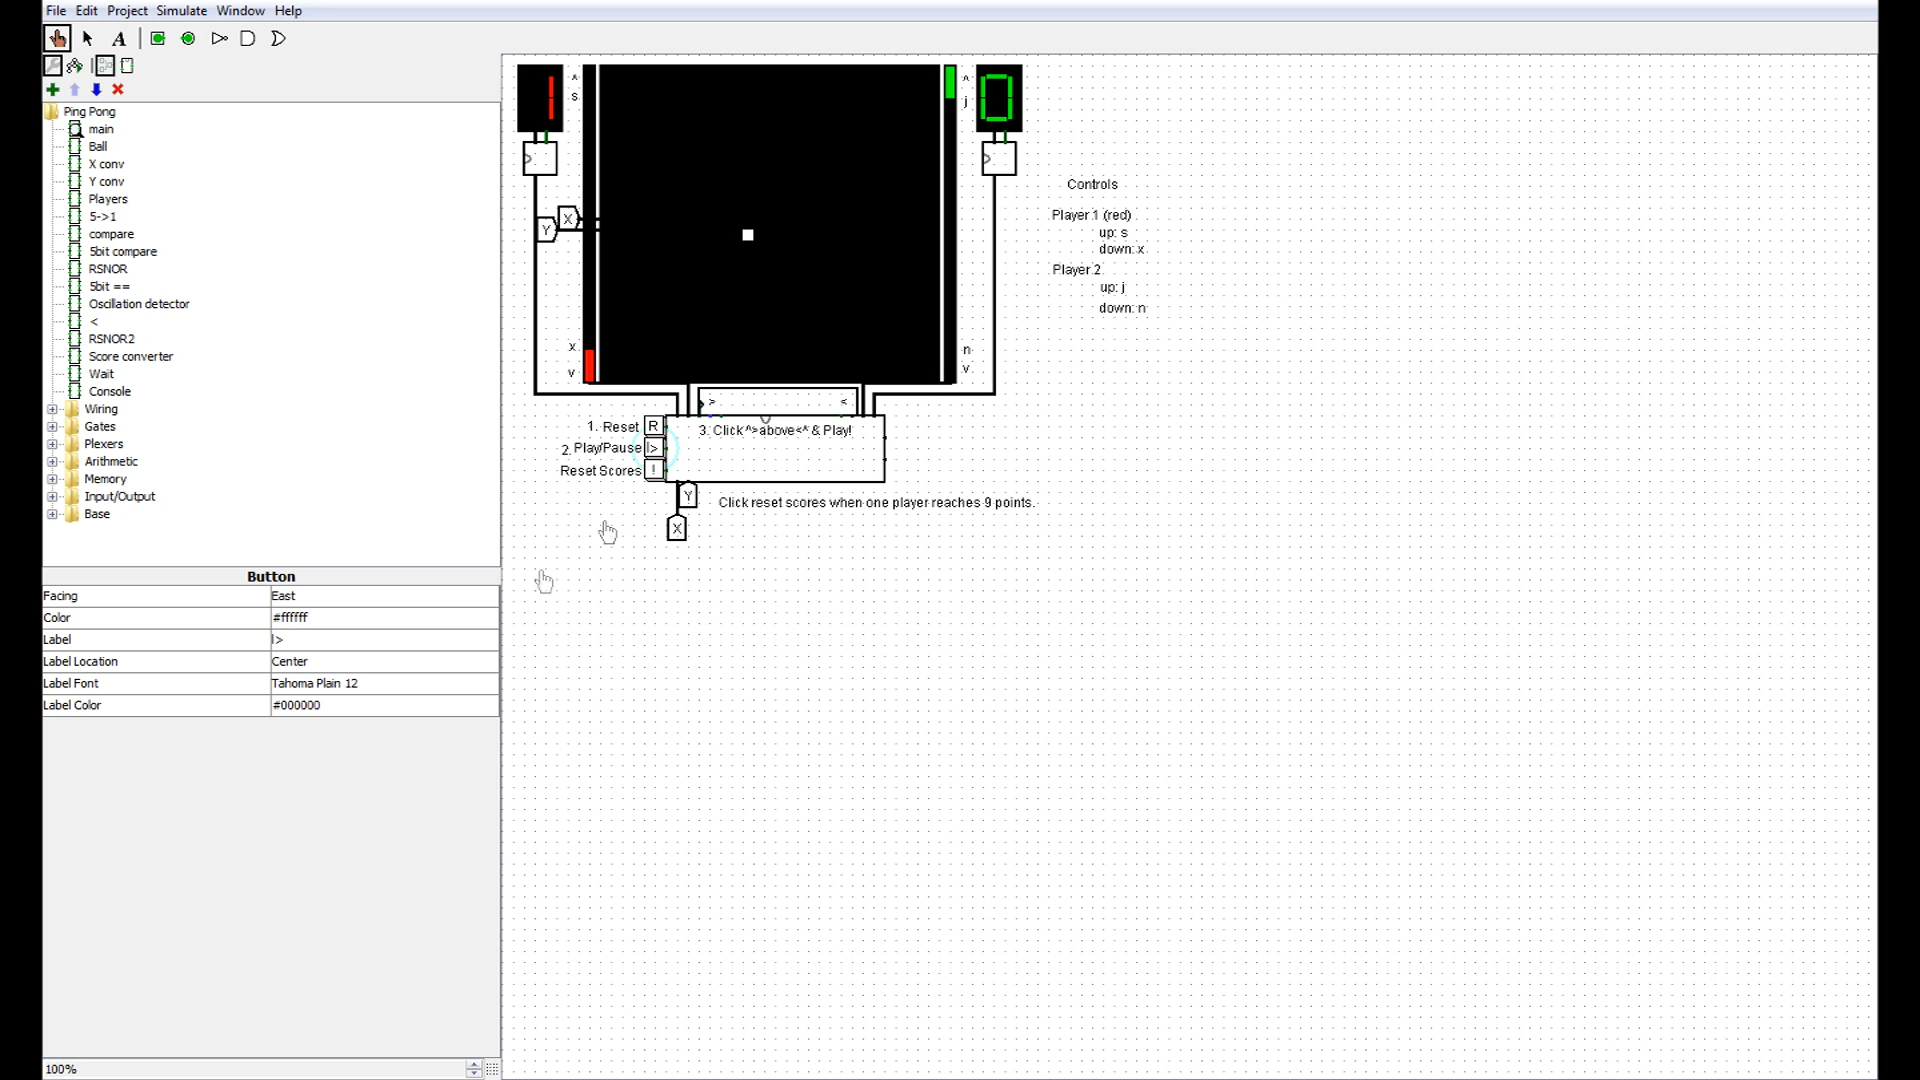 File Edit Project Simulate Window Help
A
Ping Pong
main
Ball
X conv
Y conv
Players
5->1
compare
5bit compare
RSNOR
5bit ==
Oscillation detector
<
RSNOR2
Score converter
Wait
Console
Wiring
Gates
Plexers
Arithmetic
Memory
Input/Output
Base
Button
Facing East
Color #ffffff
Label |>
Label Location Center
Label Font Tahoma Plain 12
Label Color #000000
100%
1 ^ ^ 0
s j
X
Y
x n
v v
> <
Controls
Player 1 (red)
up: s
down: x
Player 2
up: j
down: n
1. Reset R
2. Play/Pause |>
Reset Scores !
3. Click ^>above<^ & Play!
Y
X
Click reset scores when one player reaches 9 points.